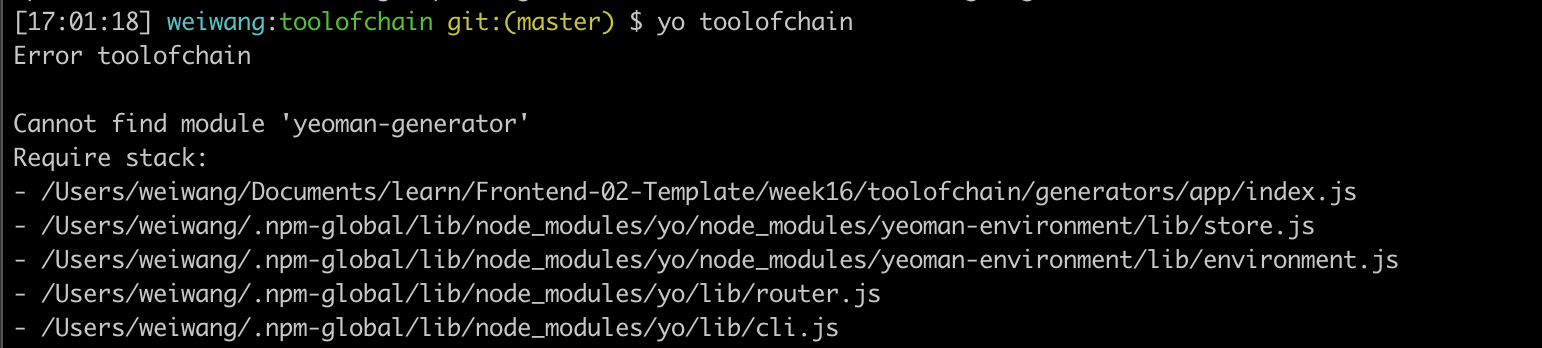 [17:01:18] weiwang:toolofchain git:(master) $ yo toolofchain
Error toolofchain
Cannot find module 'yeoman-generator'
Require stack:
- /Users/weiwang/Documents/learn/Frontend-02-Template/week16/toolofchain/generators/app/index.js
- /Users/weiwang/.npm-global/lib/node_modules/yo/node_modules/yeoman-environment/lib/store.js
- /Users/weiwang/.npm-global/lib/node_modules/yo/node_modules/yeoman-environment/lib/environment.js
- /Users/weiwang/.npm-global/lib/node_modules/yo/lib/router.js
- /Users/weiwang/.npm-global/lib/node_modules/yo/lib/cli.js